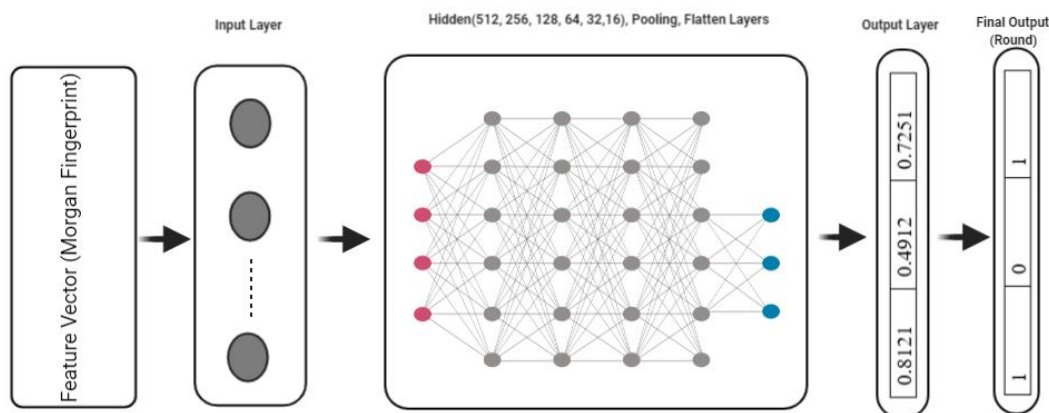 Feature Vector (Morgan Fingerprint)
Input Layer
Hidden(512, 256, 128, 64, 32,16), Pooling, Flatten Layers
Output Layer
0.8121 0.4912 0.7251
Final Output
(Round)
1 0 1